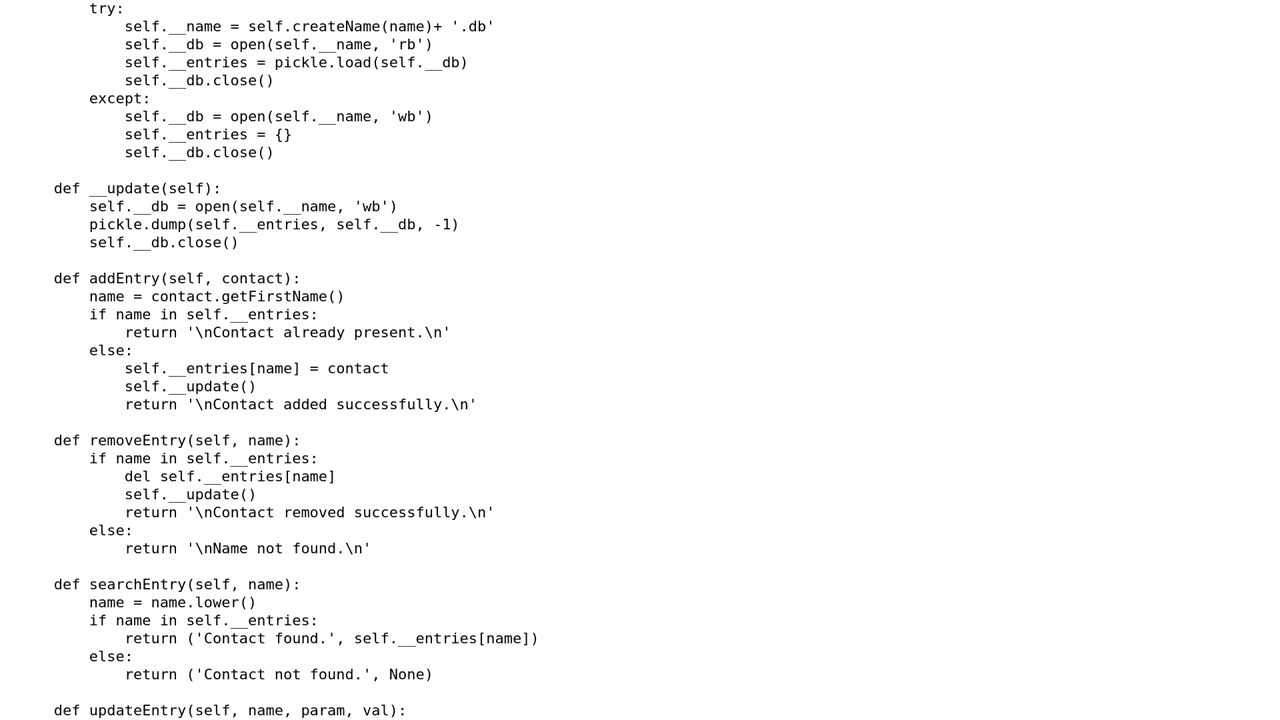 try:
        self.__name = self.createName(name)+ '.db'
        self.__db = open(self.__name, 'rb')
        self.__entries = pickle.load(self.__db)
        self.__db.close()
    except:
        self.__db = open(self.__name, 'wb')
        self.__entries = {}
        self.__db.close()

def __update(self):
    self.__db = open(self.__name, 'wb')
    pickle.dump(self.__entries, self.__db, -1)
    self.__db.close()

def addEntry(self, contact):
    name = contact.getFirstName()
    if name in self.__entries:
        return '\nContact already present.\n'
    else:
        self.__entries[name] = contact
        self.__update()
        return '\nContact added successfully.\n'

def removeEntry(self, name):
    if name in self.__entries:
        del self.__entries[name]
        self.__update()
        return '\nContact removed successfully.\n'
    else:
        return '\nName not found.\n'

def searchEntry(self, name):
    name = name.lower()
    if name in self.__entries:
        return ('Contact found.', self.__entries[name])
    else:
        return ('Contact not found.', None)

def updateEntry(self, name, param, val):